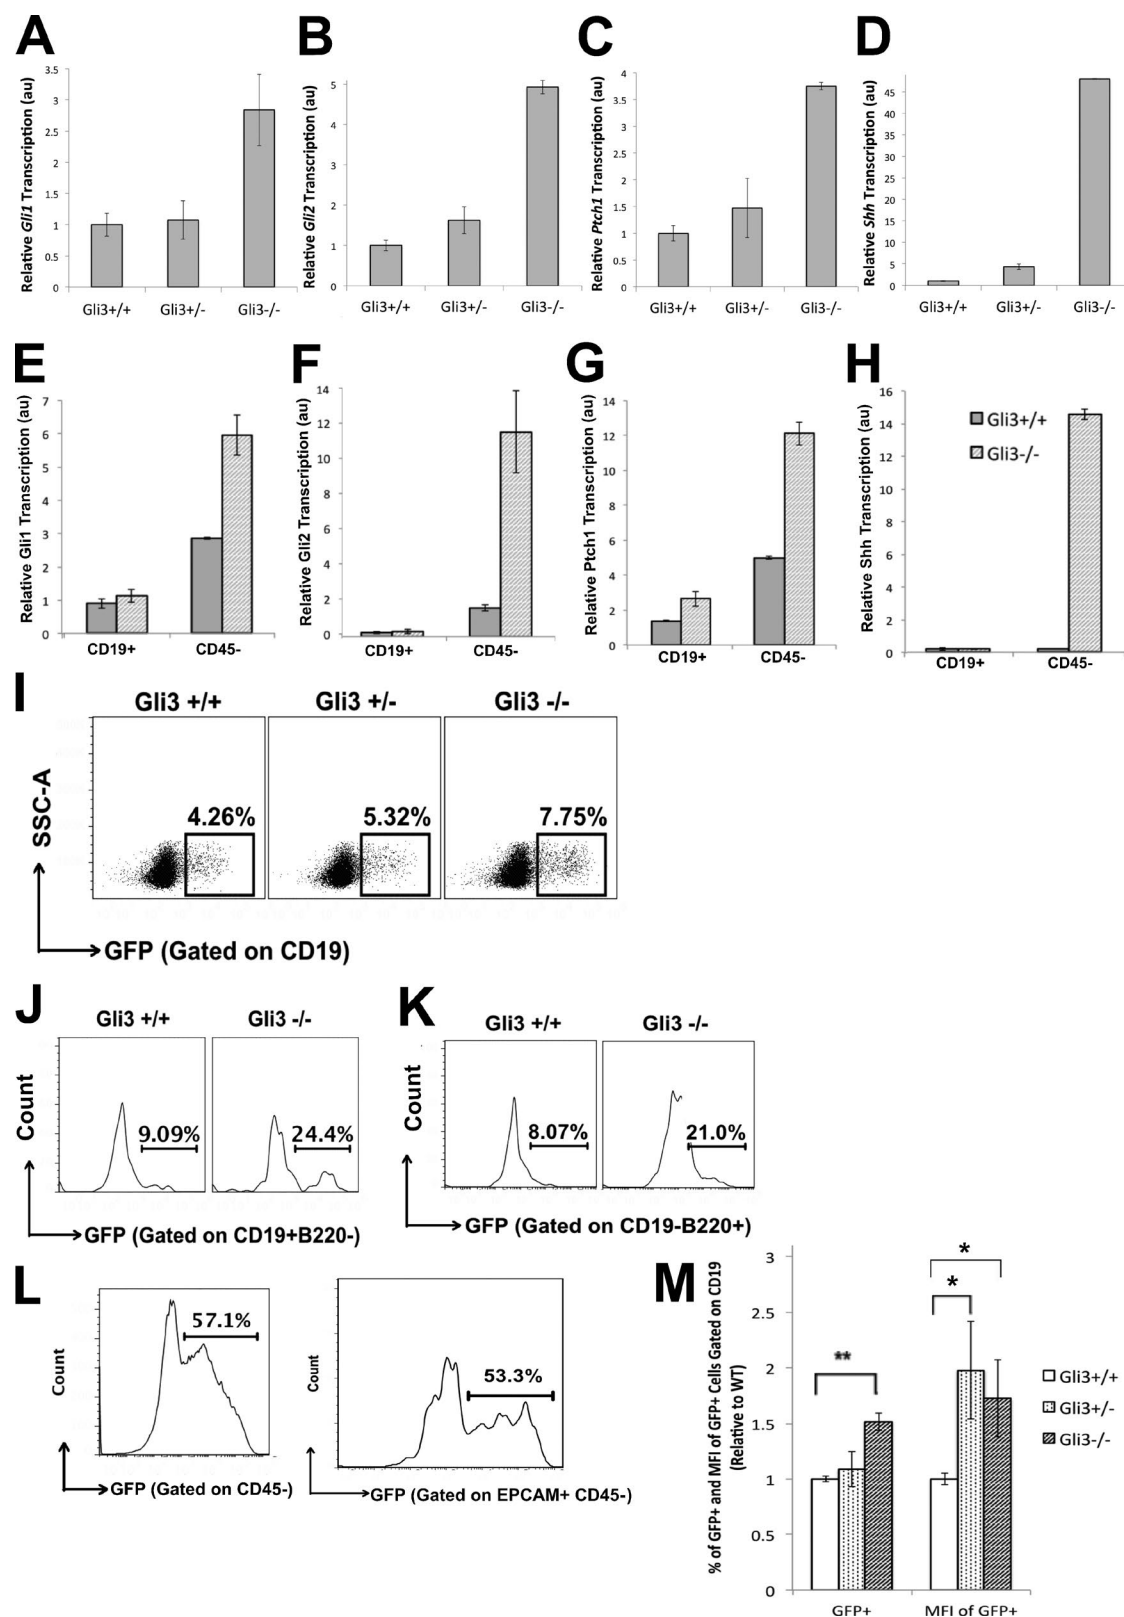 A
B
C
D
Relative Gli1 Transcription (au)
3.5
3
2.5
2
1.5
1
0.5
0
Gli3+/+ Gli3+/- Gli3-/-
Relative Gli2 Transcription (au)
5
4
3
2
1
0
Gli3+/+ Gli3+/- Gli3-/-
Relative Ptch1 Transcription (au)
4
3.5
3
2.5
2
1.5
1
0.5
0
Gli3+/+ Gli3+/- Gli3-/-
Relative Shh Transcription (au)
45
40
35
30
25
20
15
10
5
0
Gli3+/+ Gli3+/- Gli3-/-
E
F
G
H
Relative Gli1 Transcription (au)
7
6
5
4
3
2
1
0
CD19+ CD45-
Relative Gli2 Transcription (au)
14
12
10
8
6
4
2
0
CD19+ CD45-
Relative Ptch1 Transcription (au)
14
12
10
8
6
4
2
0
CD19+ CD45-
Relative Shh Transcription (au)
16
14
12
10
8
6
4
2
0
Gli3+/+
Gli3-/-
CD19+ CD45-
I
Gli3 +/+ Gli3 +/- Gli3 -/-
SSC-A
4.26% 5.32% 7.75%
GFP (Gated on CD19)
J
Gli3 +/+ Gli3 -/-
Count
9.09% 24.4%
GFP (Gated on CD19+B220-)
K
Gli3 +/+ Gli3 -/-
Count
8.07% 21.0%
GFP (Gated on CD19-B220+)
L
Count
57.1%
GFP (Gated on CD45-)
Count
53.3%
GFP (Gated on EPCAM+ CD45-)
M
% of GFP+ and MFI of GFP+ Cells Gated on CD19
(Relative to WT)
3
2.5
2
1.5
1
0.5
0
**
*
*
Gli3+/+
Gli3+/-
Gli3-/-
GFP+ MFI of GFP+